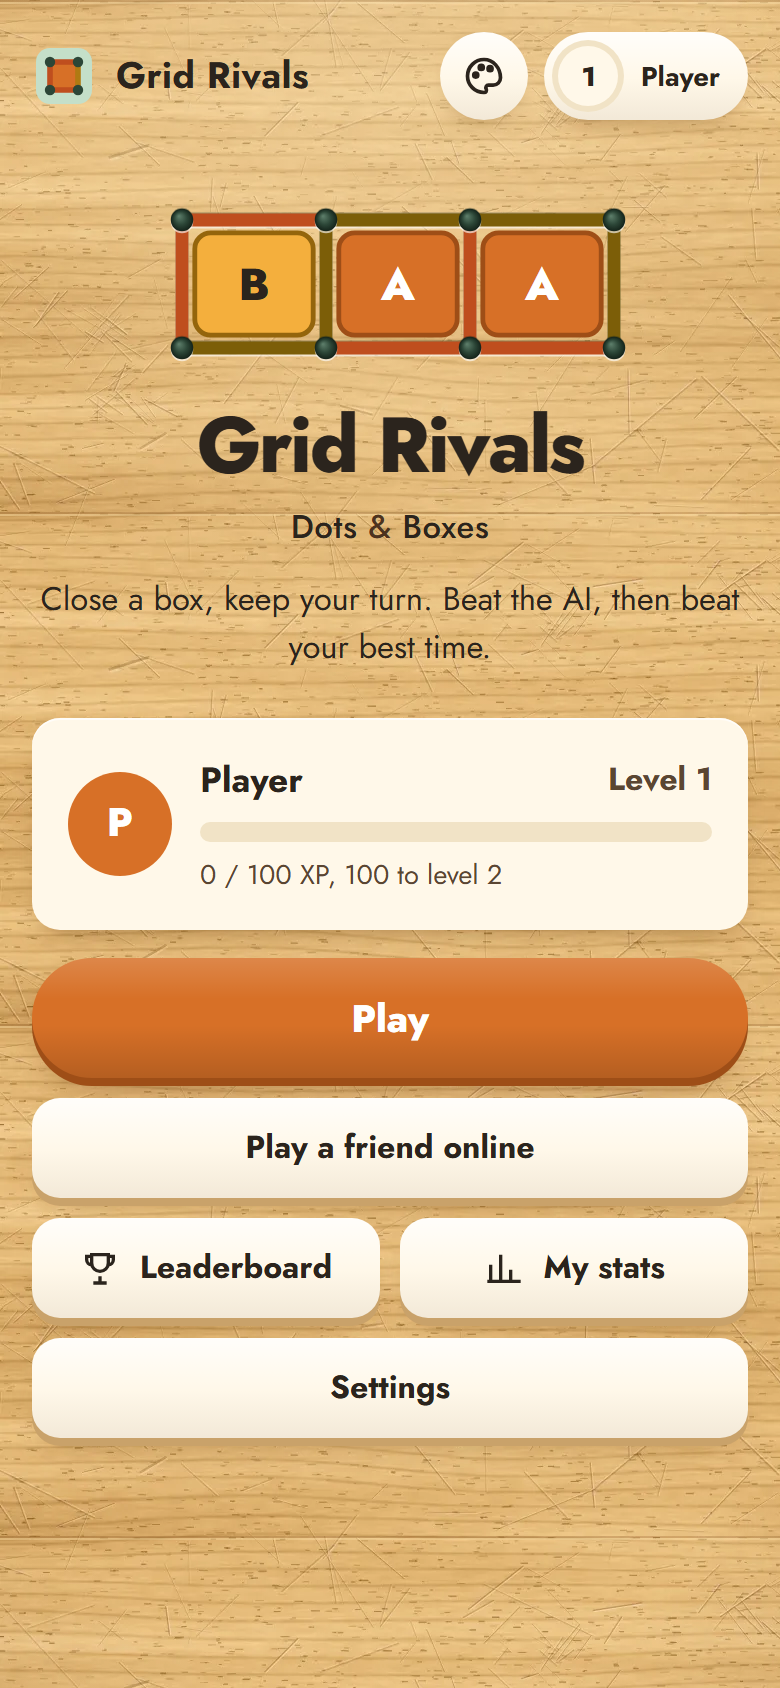 Grid Rivals
1 Player
B A A
Grid Rivals
Dots & Boxes
Close a box, keep your turn. Beat the AI, then beat
your best time.
Player Level 1
P
0 / 100 XP, 100 to level 2
Play
Play a friend online
Leaderboard
My stats
Settings